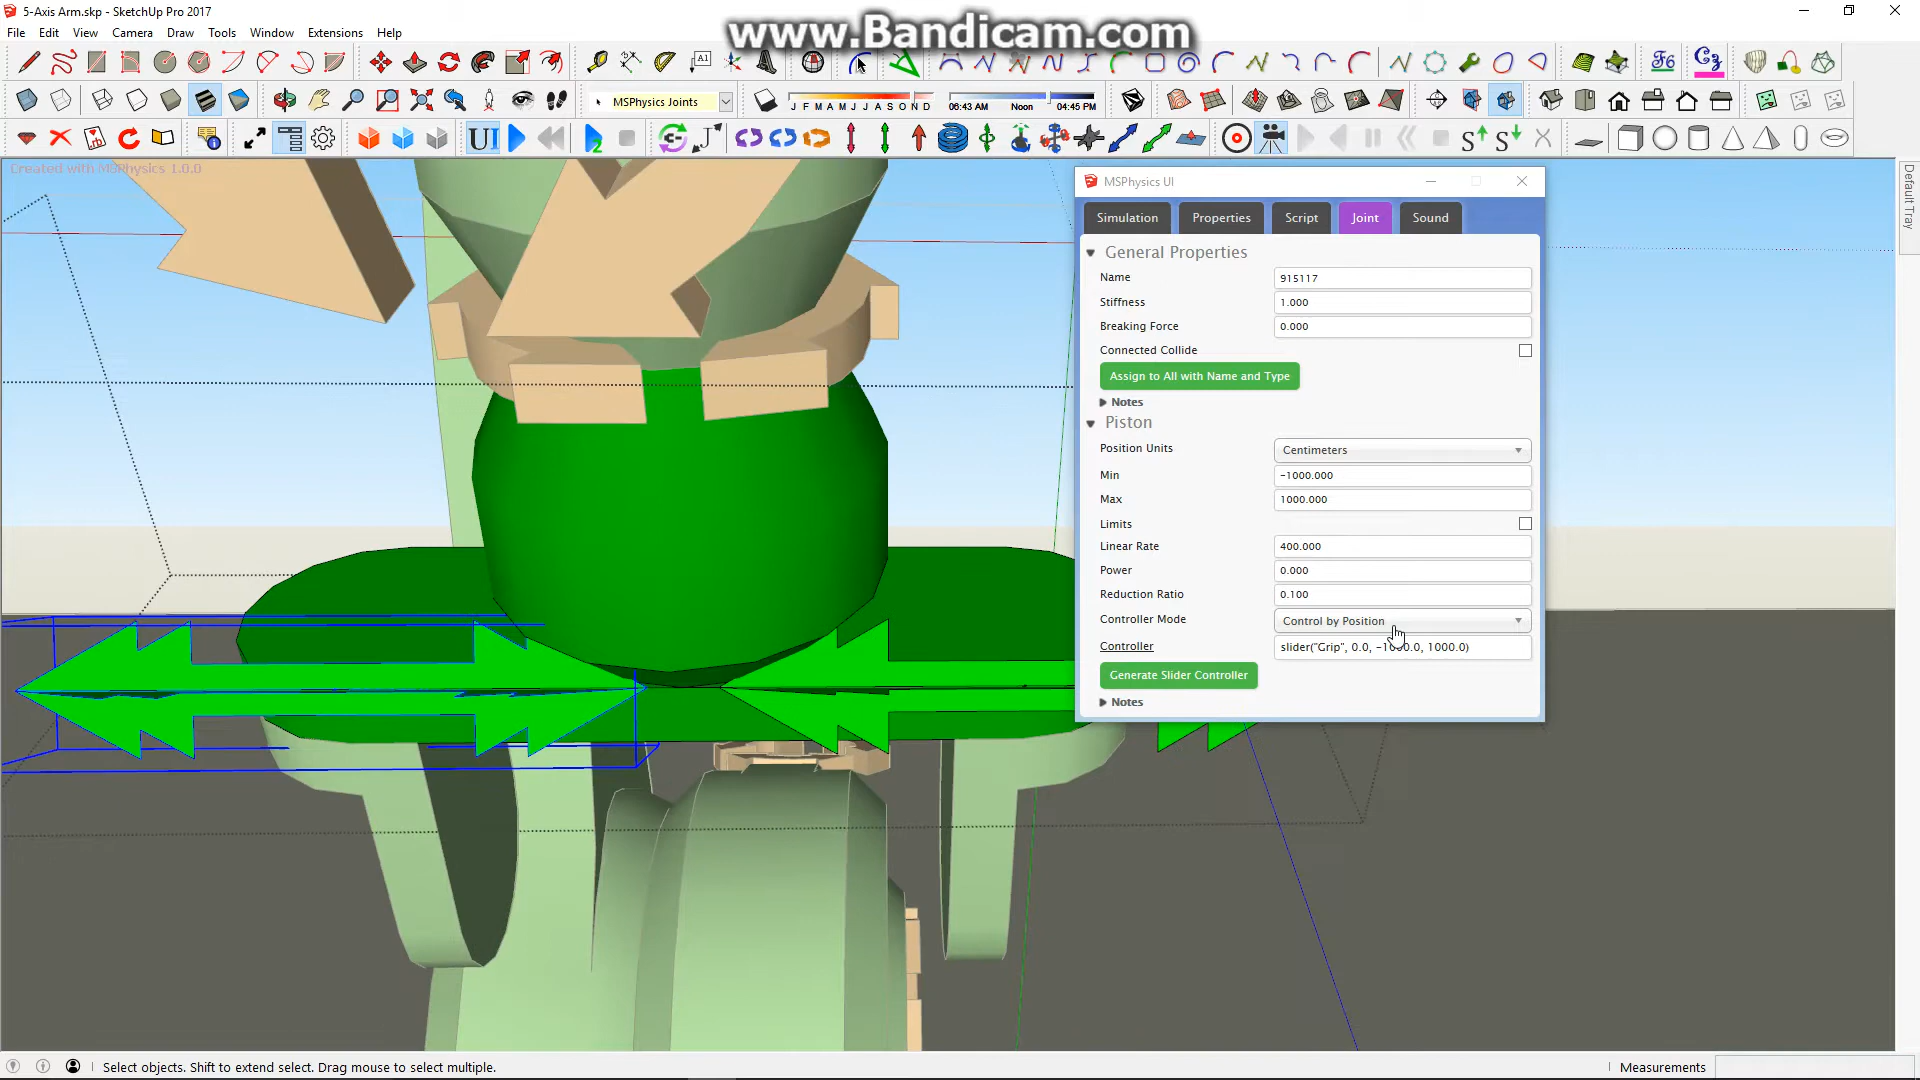 5-Axis Arm.skp - SketchUp Pro 2017
www.Bandicam.com
File Edit View Camera Draw Tools Window Extensions Help
A1
MSPhysics Joints
J F M A M J J A S O N D
06:43 AM Noon 04:45 PM
UI
Created with MSPhysics 1.0.0
Default Tray
MSPhysics UI
Simulation Properties Script Joint Sound
General Properties
Name 915117
Stiffness 1.000
Breaking Force 0.000
Connected Collide
Assign to All with Name and Type
Notes
Piston
Position Units Centimeters
Min -1000.000
Max 1000.000
Limits
Linear Rate 400.000
Power 0.000
Reduction Ratio 0.100
Controller Mode Control by Position
Controller slider("Grip", 0.0, -1000.0, 1000.0)
Generate Slider Controller
Notes
Select objects. Shift to extend select. Drag mouse to select multiple.
Measurements